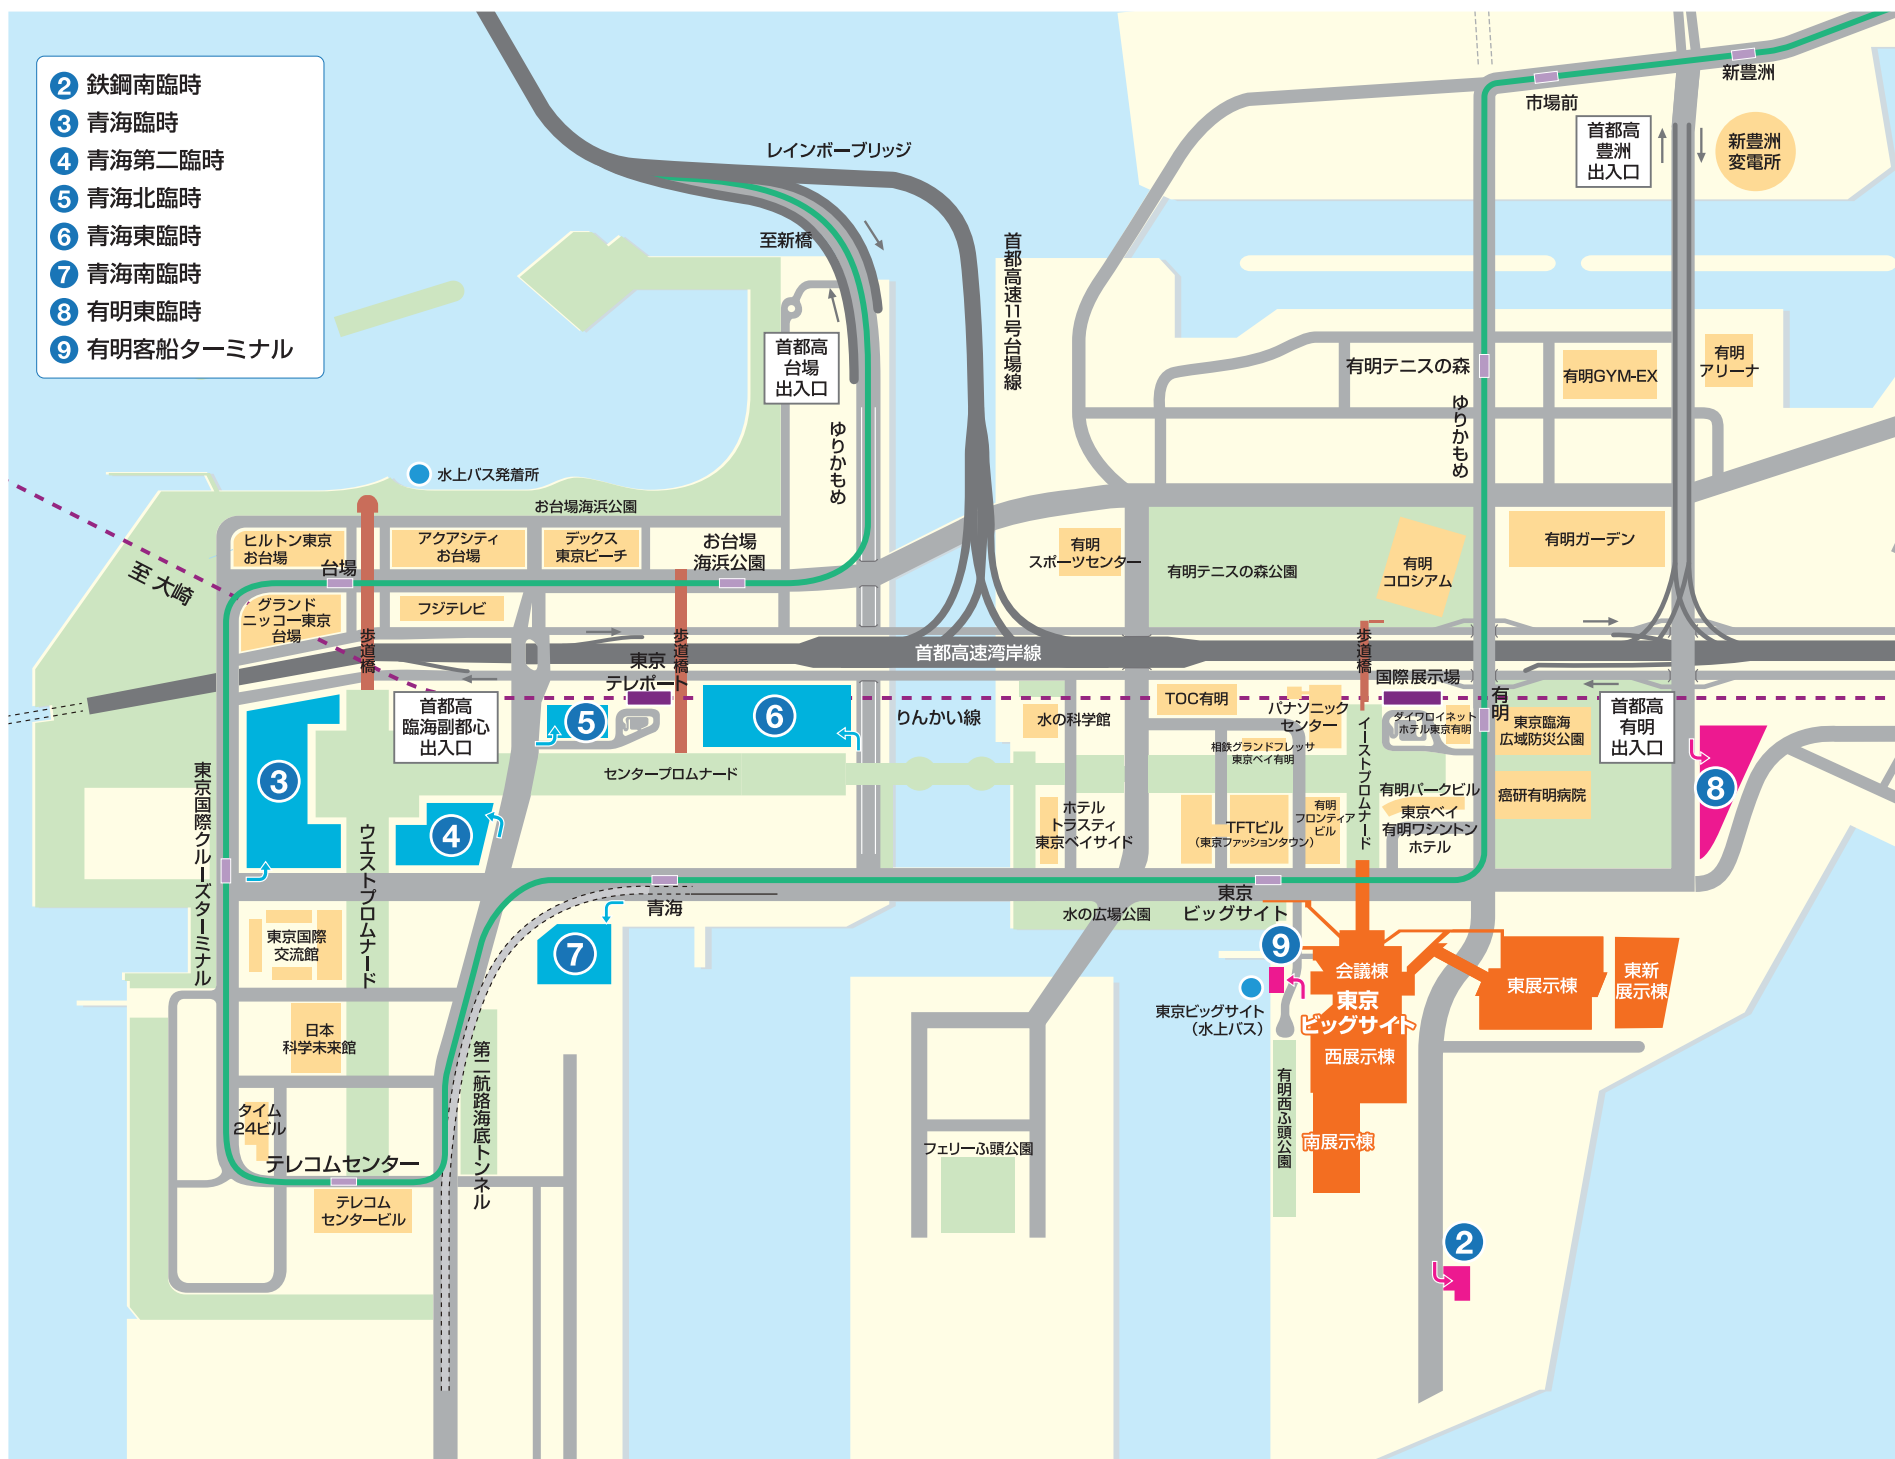 2 鉄鋼南臨時
3 青海臨時
4 青海第二臨時
5 青海北臨時
6 青海東臨時
7 青海南臨時
8 有明東臨時
9 有明客船ターミナル
新豊洲
市場前
首都高
豊洲
出入口
新豊洲
変電所
レインボーブリッジ
至新橋
首都高速11号台場線
首都高
台場
出入口
ゆりかもめ
有明テニスの森
ゆりかもめ
有明GYM-EX
有明
アリーナ
水上バス発着所
お台場海浜公園
ヒルトン東京
お台場
アクアシティ
お台場
デックス
東京ビーチ
お台場
海浜公園
台場
至 大崎
グランド
ニッコー東京
台場
フジテレビ
有明
スポーツセンター
有明テニスの森公園
有明
コロシアム
有明ガーデン
歩道橋
歩道橋
歩道橋
首都高速湾岸線
東京
テレポート
国際展示場
有明
首都高
臨海副都心
出入口
5
6
りんかい線
水の科学館
TOC有明
パナソニック
センター
ダイワロイネット
ホテル東京有明
東京臨海
広域防災公園
首都高
有明
出入口
相鉄グランドフレッサ
東京ベイ有明
イーストプロムナード
センタープロムナード
3
4
8
東京国際クルーズターミナル
ウエストプロムナード
ホテル
トラスティ
東京ベイサイド
TFTビル
(東京ファッションタウン)
有明
フロンティア
ビル
有明パークビル
東京ベイ
有明ワシントン
ホテル
癌研有明病院
青海
東京
ビッグサイト
水の広場公園
東京国際
交流館
7
9
会議棟
東京
ビッグサイト
西展示棟
南展示棟
東展示棟
東新
展示棟
東京ビッグサイト
(水上バス)
日本
科学未来館
第二航路海底トンネル
有明西ふ頭公園
タイム
24ビル
テレコムセンター
テレコム
センタービル
フェリーふ頭公園
2